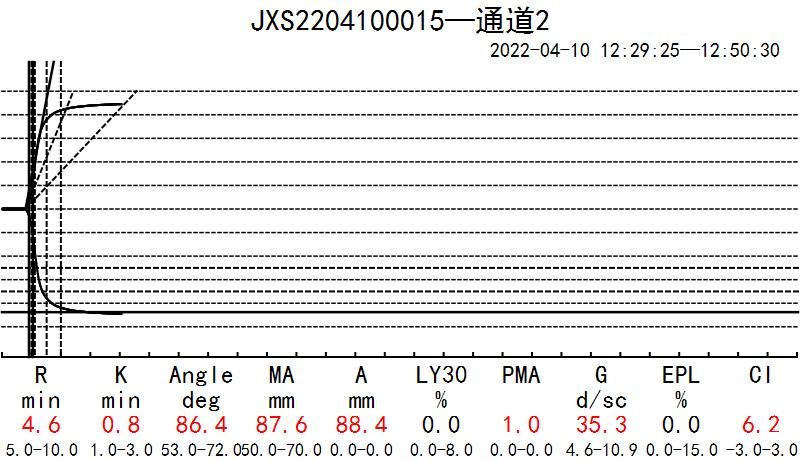 JXS2204100015—通道2
2022-04-10 12:29:25—12:50:30
R K Angle MA A LY30 PMA G EPL CI
min min deg mm mm % d/sc %
4.6 0.8 86.4 87.6 88.4 0.0 1.0 35.3 0.0 6.2
5.0-10.0 1.0-3.0 53.0-72.0 50.0-70.0 0.0-0.0 0.0-8.0 0.0-0.0 4.6-10.9 0.0-15.0 -3.0-3.0